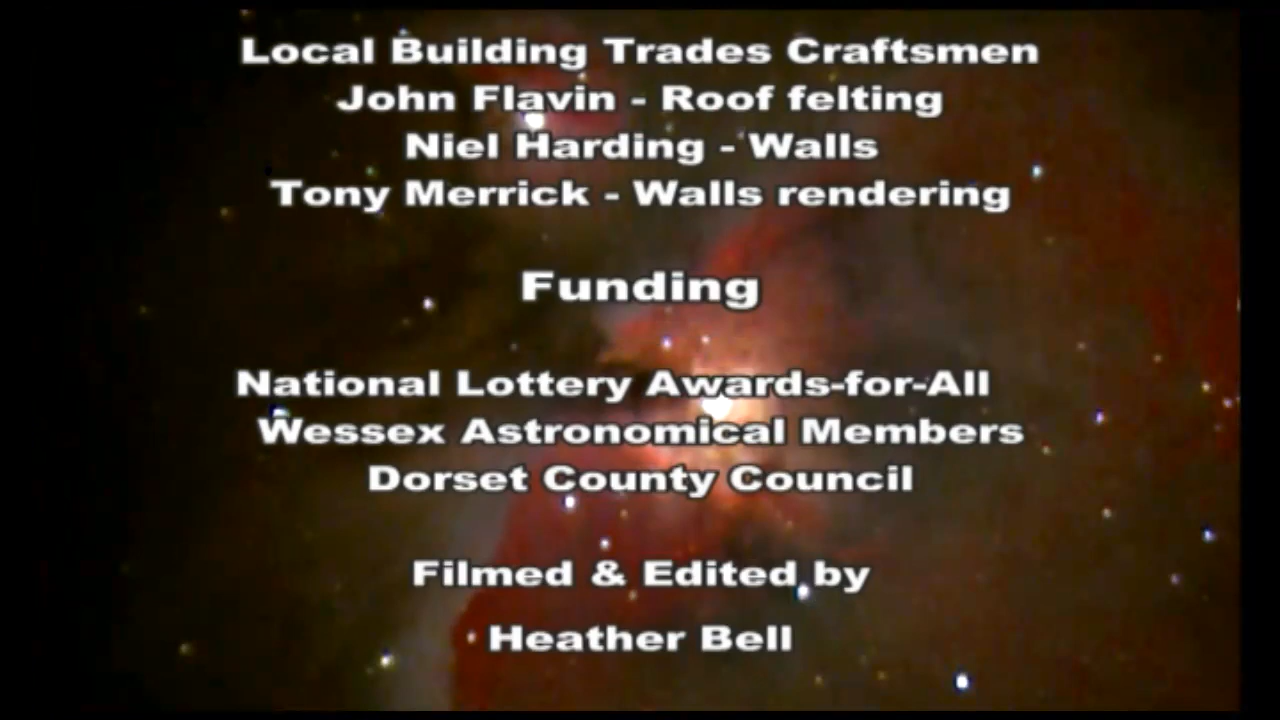 Local Building Trades Craftsmen
John Flavin - Roof felting
Niel Harding - Walls
Tony Merrick - Walls rendering
Funding
National Lottery Awards-for-All
Wessex Astronomical Members
Dorset County Council
Filmed & Edited by
Heather Bell